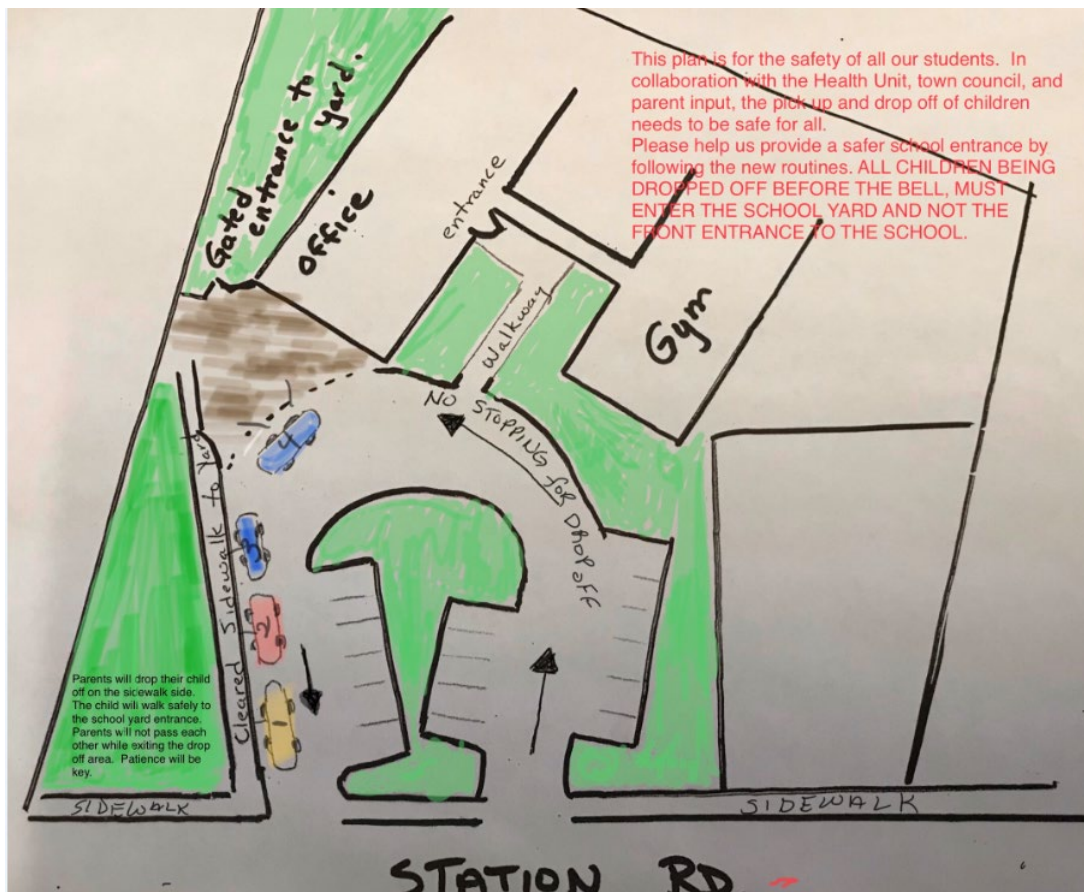 This plan is for the safety of all our students. In
collaboration with the Health Unit, town council, and
parent input, the pick up and drop off of children
needs to be safe for all.
Please help us provide a safer school entrance by
following the new routines. ALL CHILDREN BEING
DROPPED OFF BEFORE THE BELL, MUST
ENTER THE SCHOOL YARD AND NOT THE
FRONT ENTRANCE TO THE SCHOOL.
Gated
entrance to
yard.
office
entrance
Walkway
Gym
NO STOPPING for DROP OFF
4
3
2
1
Cleared Sidewalk to Yard
Parents will drop their child
off on the sidewalk side.
The child will walk safely to
the school yard entrance.
Parents will not pass each
other while exiting the drop
off area. Patience will be
key.
SIDEWALK
SIDEWALK
STATION RD